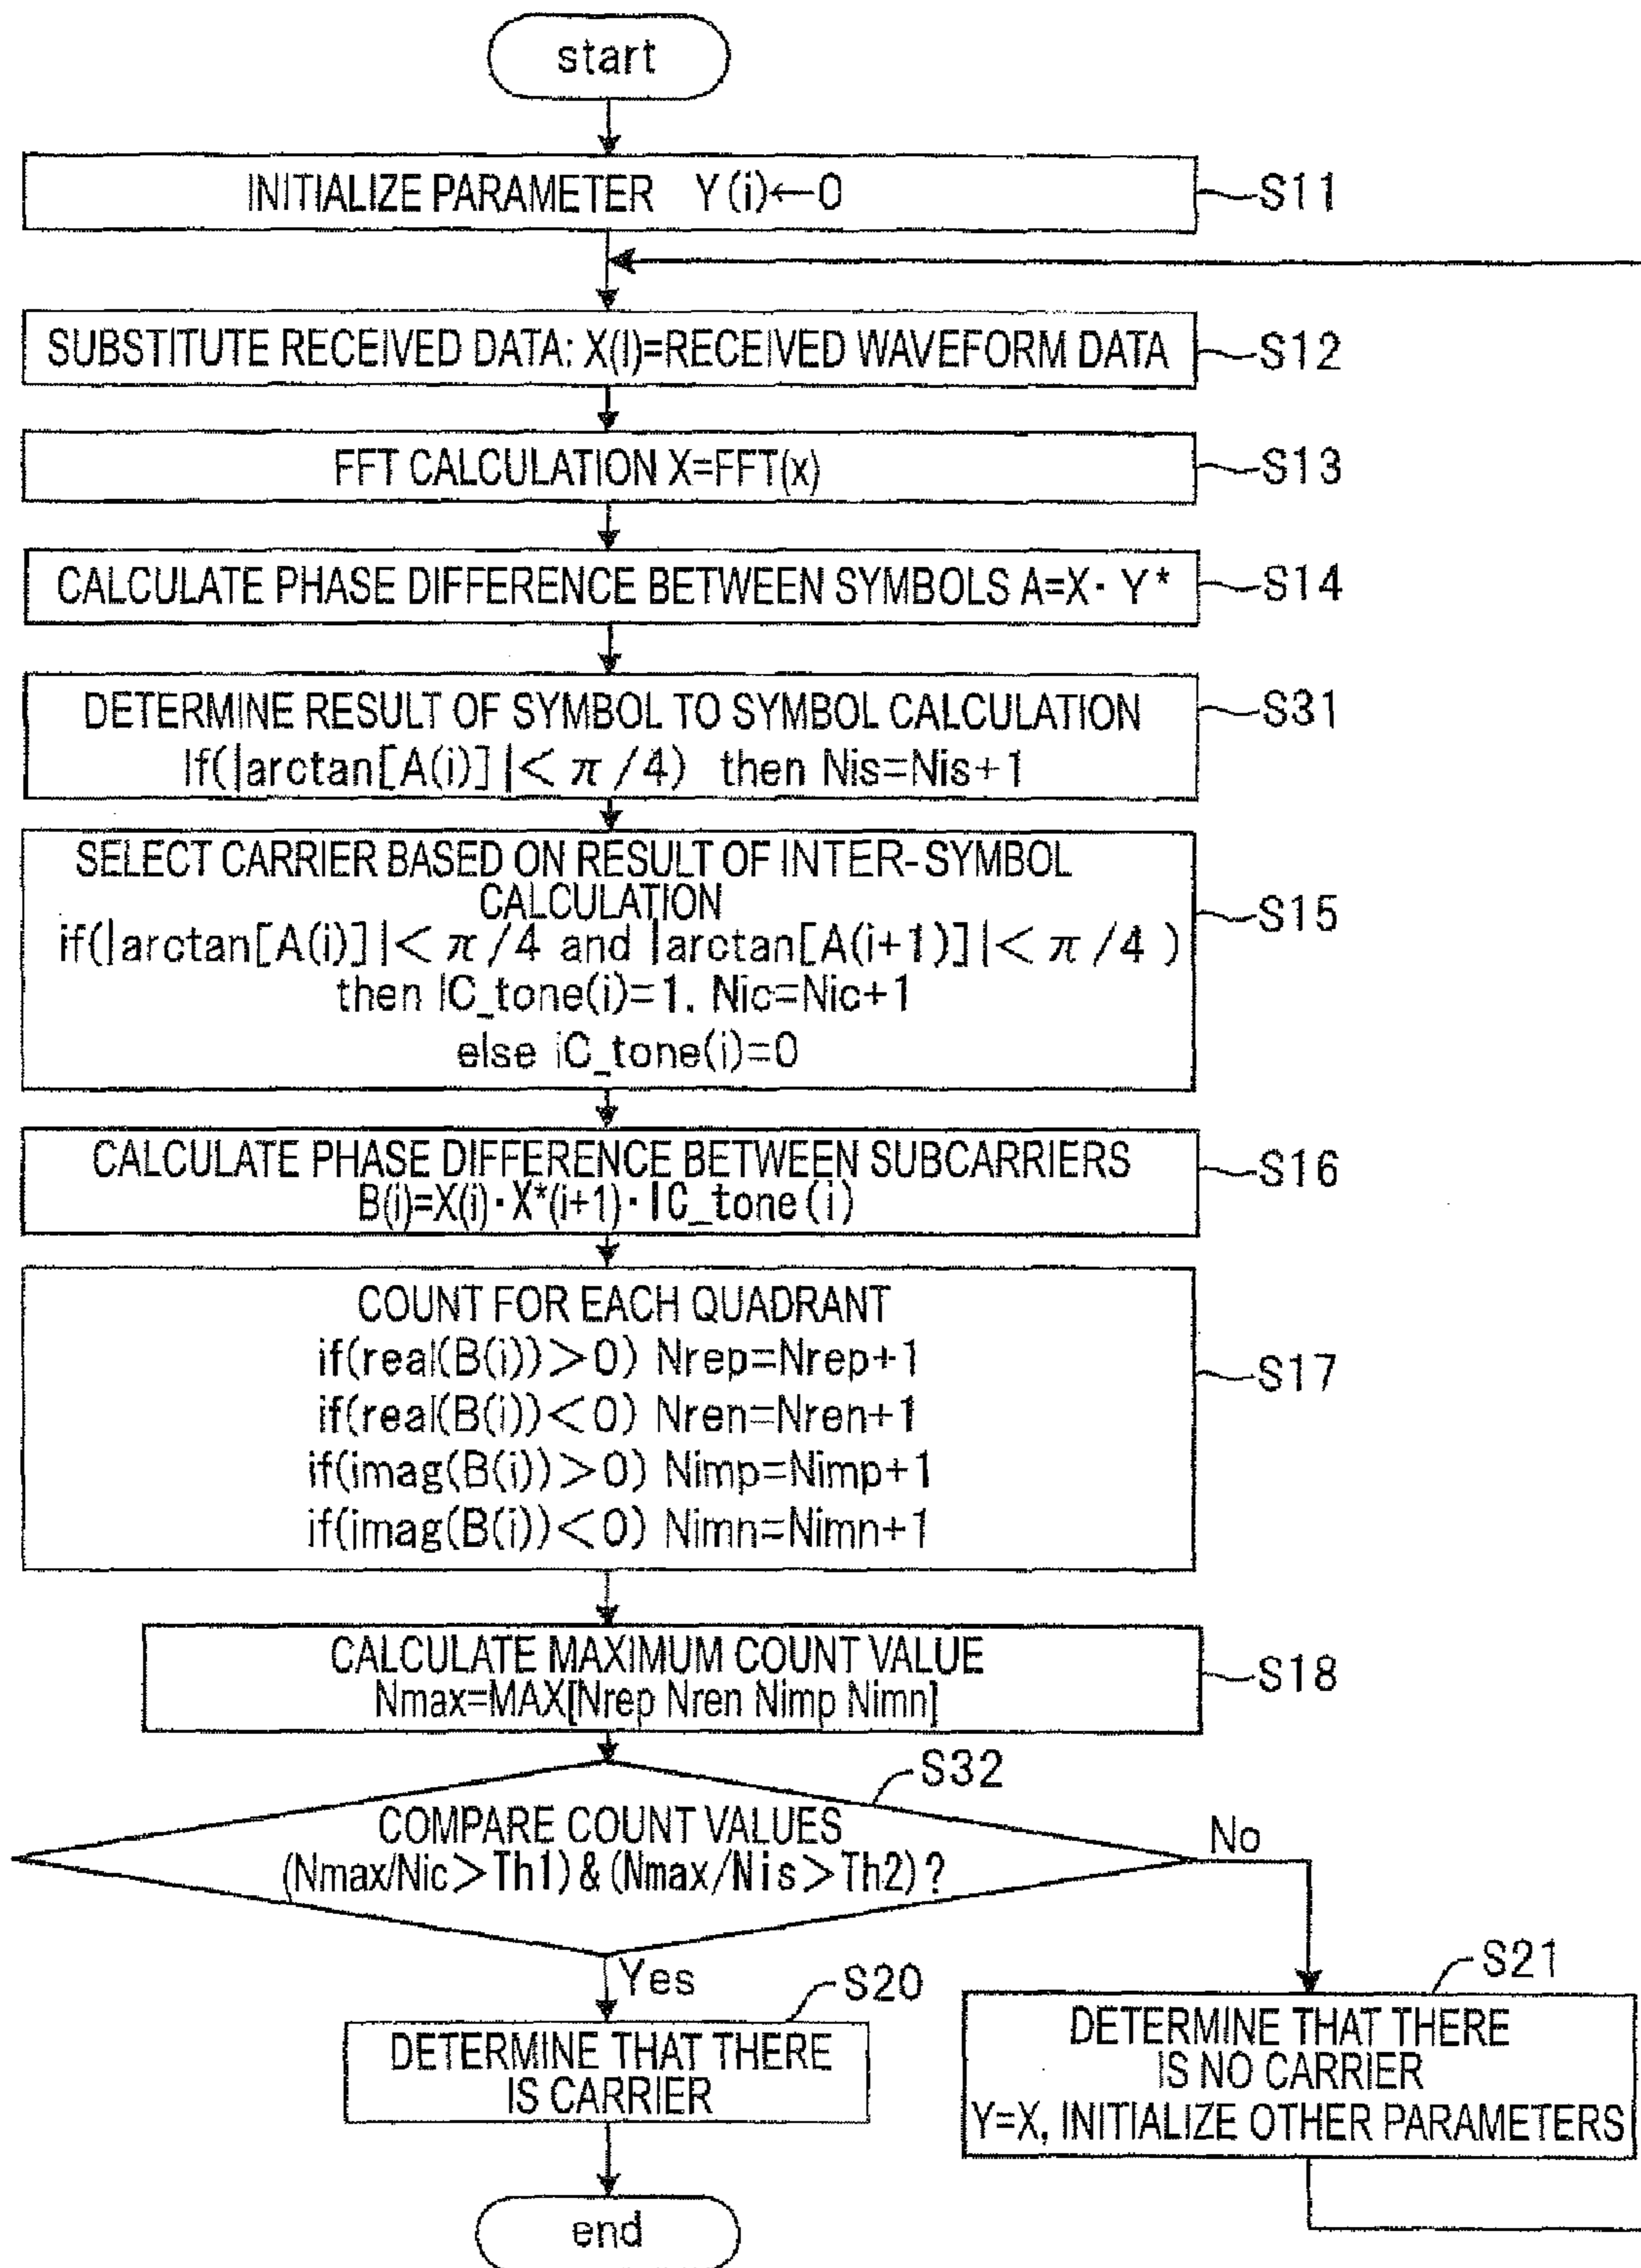 start
INITIALIZE PARAMETER Y(i)←0
S11
SUBSTITUTE RECEIVED DATA: X(I)=RECEIVED WAVEFORM DATA
S12
FFT CALCULATION X=FFT(x)
S13
CALCULATE PHASE DIFFERENCE BETWEEN SYMBOLS A=X· Y*
S14
DETERMINE RESULT OF SYMBOL TO SYMBOL CALCULATION
If(|arctan[A(i)]|<π/4) then Nis=Nis+1
S31
SELECT CARRIER BASED ON RESULT OF INTER-SYMBOL
CALCULATION
if(|arctan[A(i)]|<π/4 and |arctan[A(i+1)]|<π/4 )
then IC_tone(i)=1. Nic=Nic+1
else iC_tone(i)=0
S15
CALCULATE PHASE DIFFERENCE BETWEEN SUBCARRIERS
B(i)=X(i)·X*(i+1)·IC_tone(i)
S16
COUNT FOR EACH QUADRANT
if(real(B(i))>0) Nrep=Nrep+1
if(real(B(i))<0) Nren=Nren+1
if(imag(B(i))>0) Nimp=Nimp+1
if(imag(B(i))<0) Nimn=Nimn+1
S17
CALCULATE MAXIMUM COUNT VALUE
Nmax=MAX[Nrep Nren Nimp Nimn]
S18
S32
COMPARE COUNT VALUES
(Nmax/Nic>Th1)&(Nmax/Nis>Th2)?
No
Yes
S20
DETERMINE THAT THERE
IS CARRIER
S21
DETERMINE THAT THERE
IS NO CARRIER
Y=X, INITIALIZE OTHER PARAMETERS
end